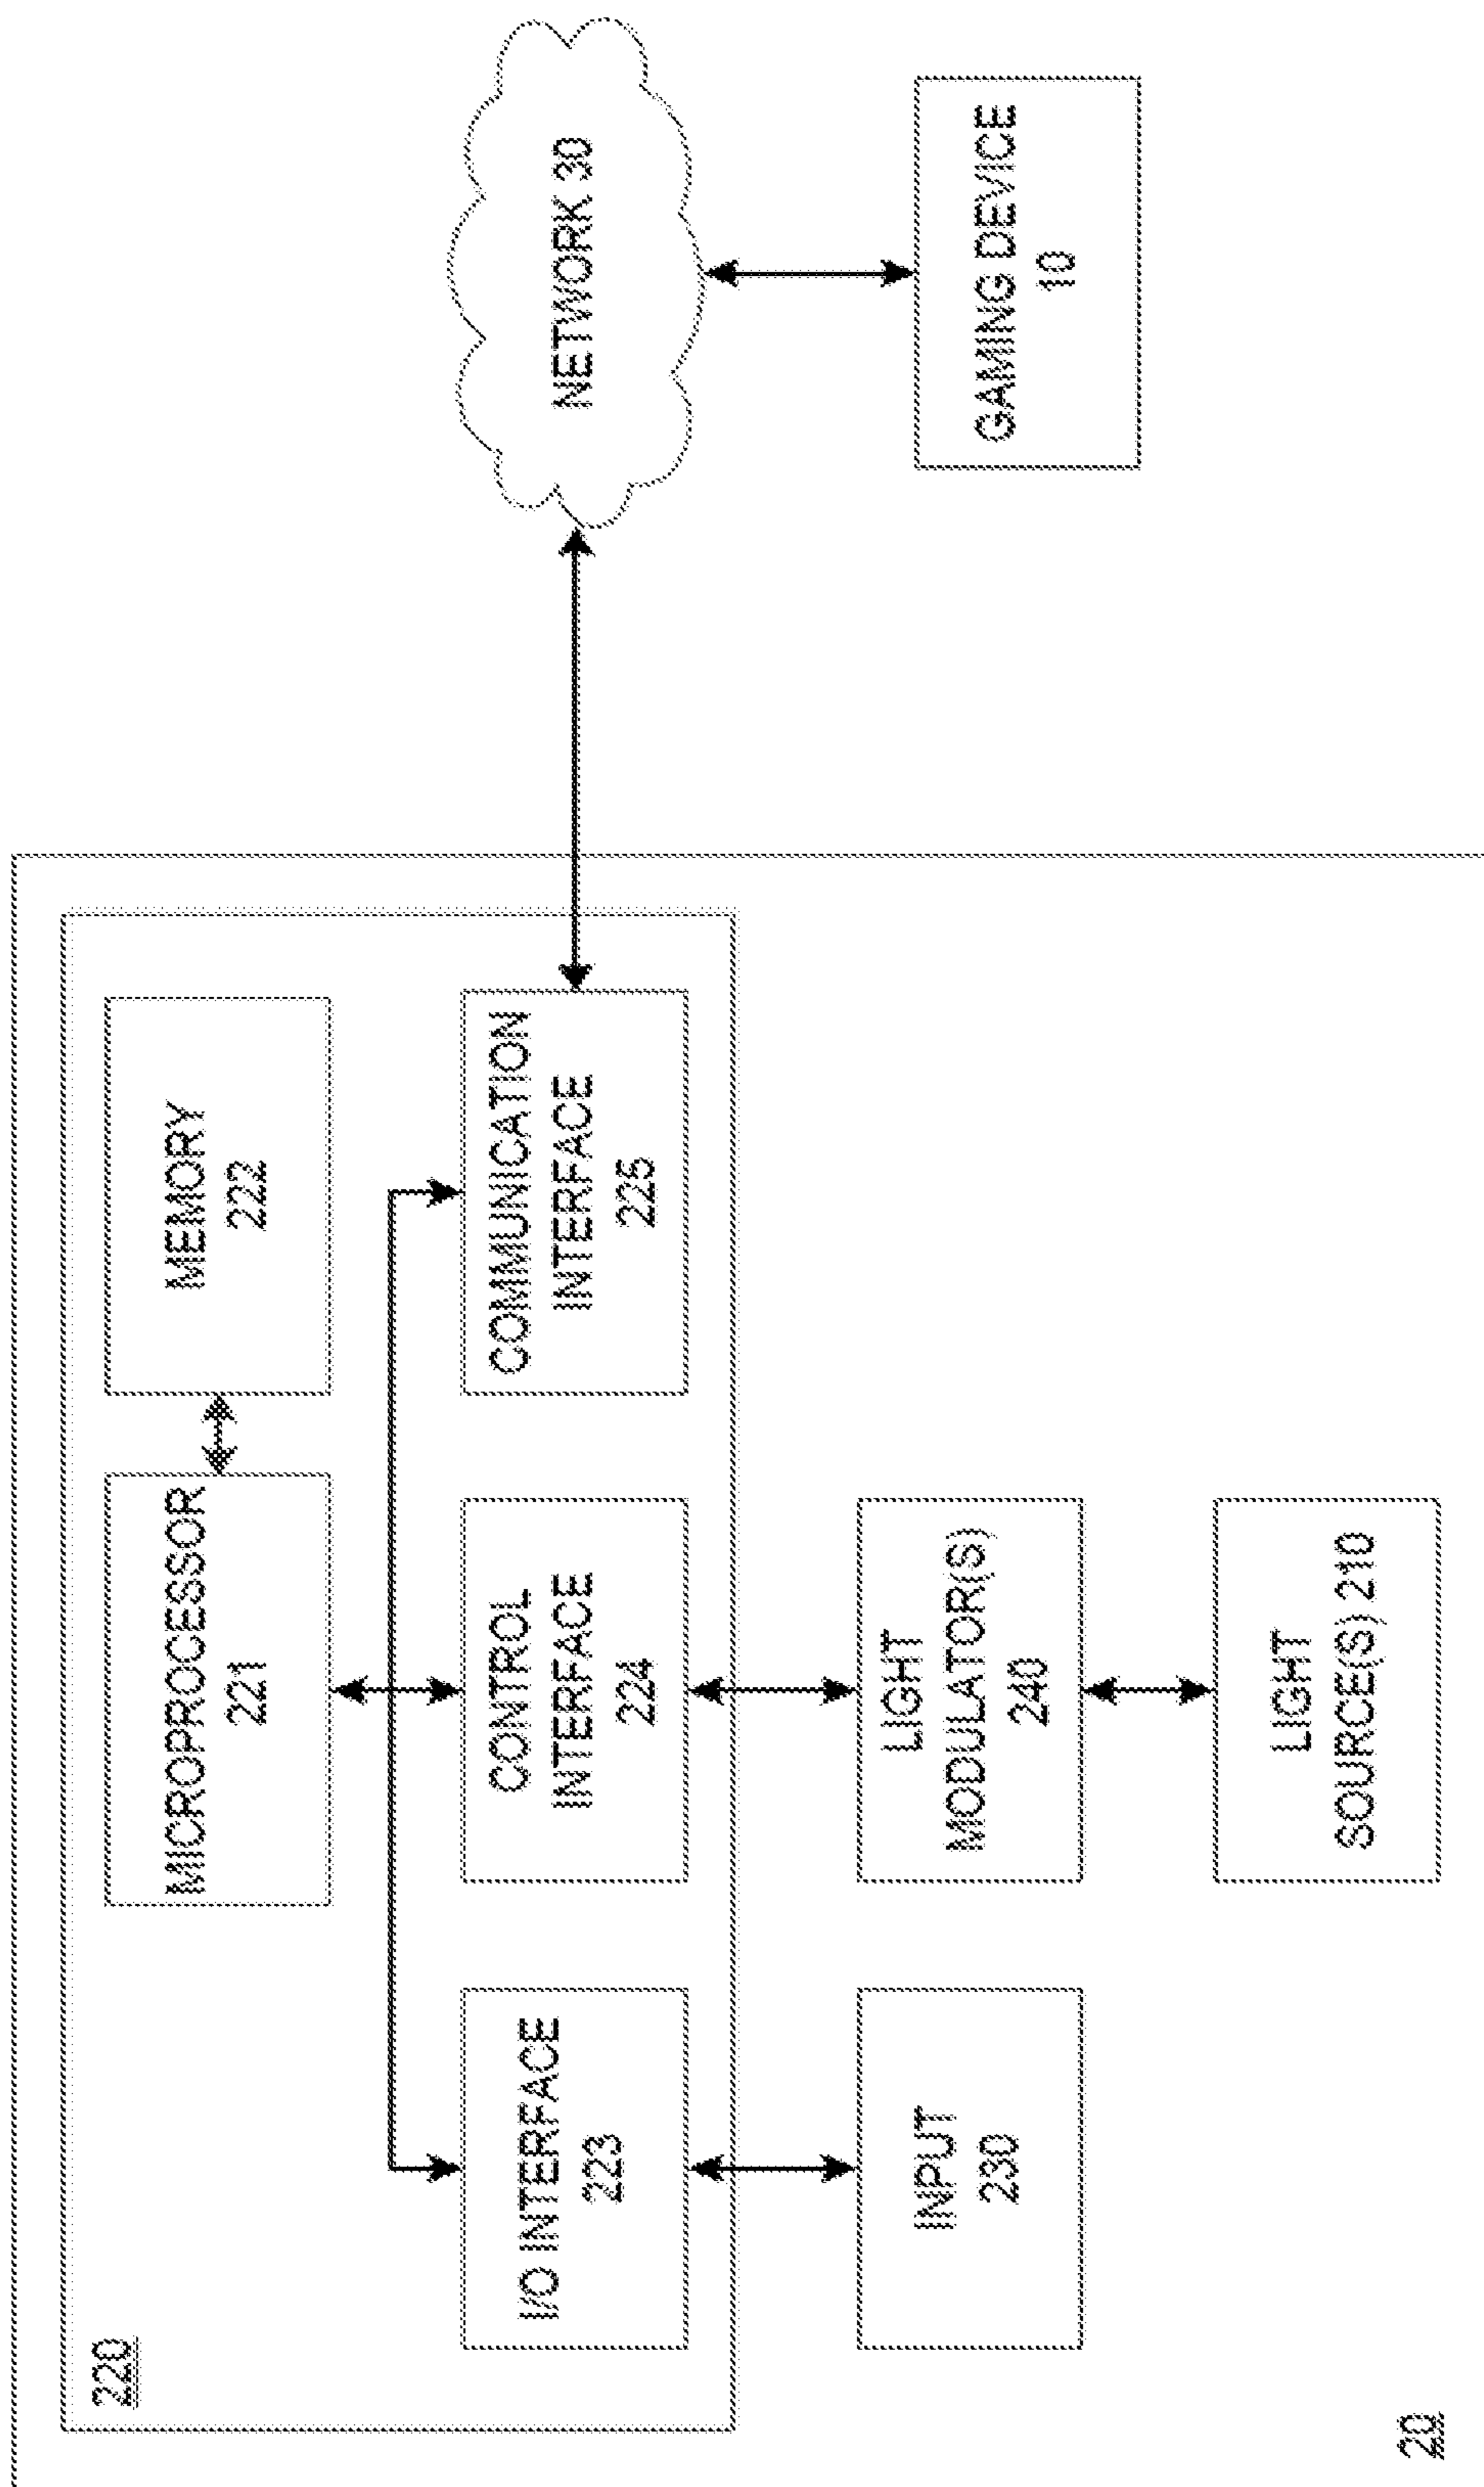 220
MICROPROCESSOR
221
MEMORY
222
I/O INTERFACE
223
CONTROL
INTERFACE
224
COMMUNICATION
INTERFACE
225
NETWORK 30
INPUT
230
LIGHT
MODULATOR(S)
240
GAMING DEVICE
10
LIGHT
SOURCE(S) 210
20